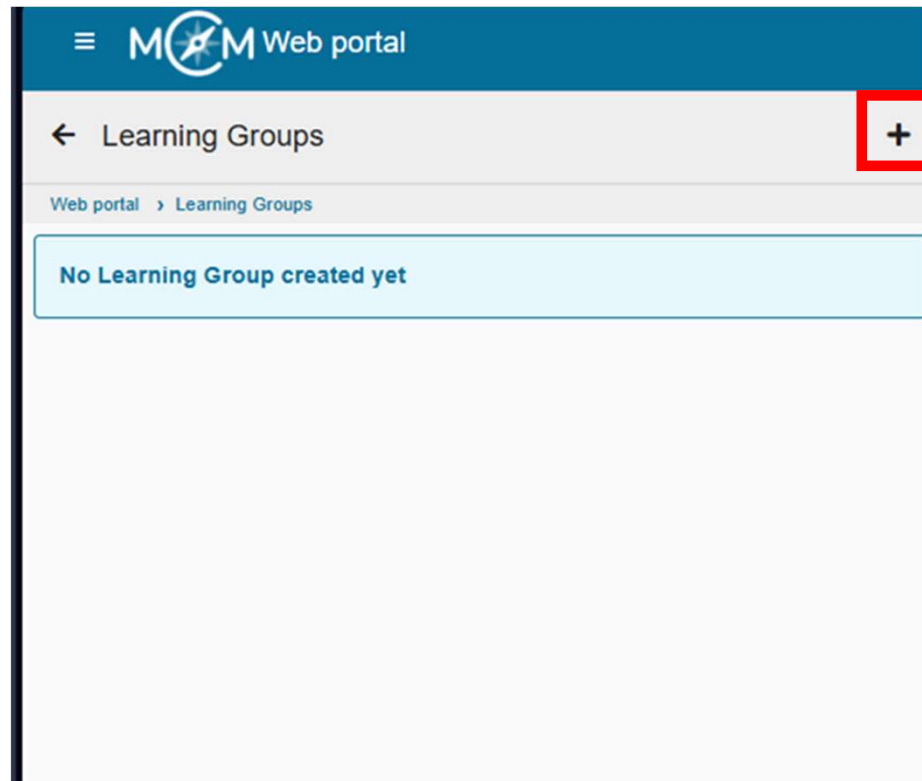 MCM Web portal
Learning Groups
Web portal › Learning Groups
No Learning Group created yet